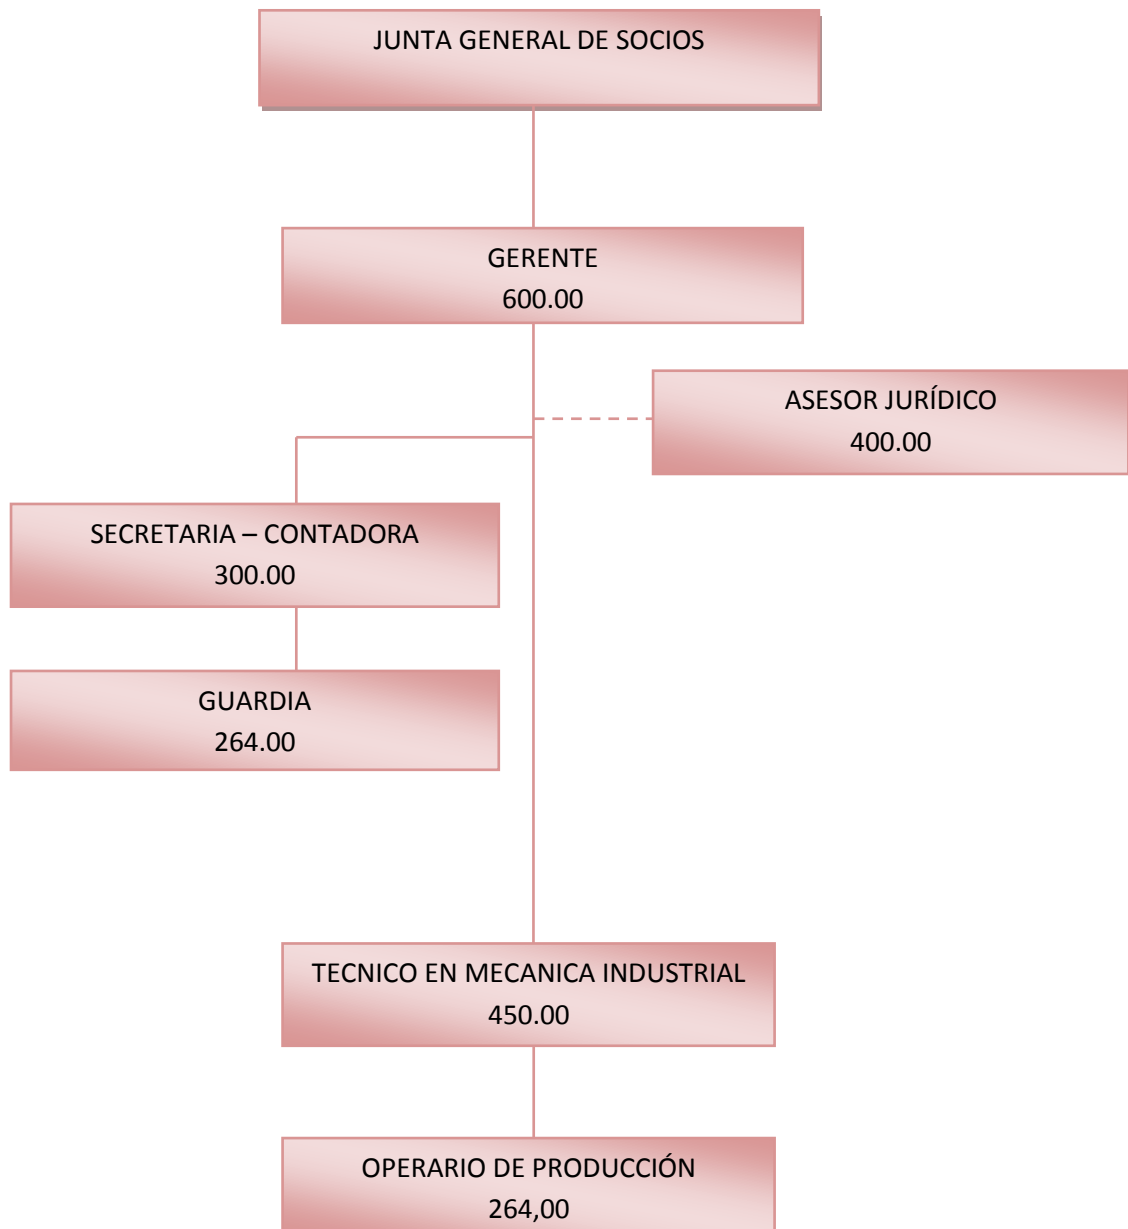 JUNTA GENERAL DE SOCIOS
GERENTE
600.00
ASESOR JURÍDICO
400.00
SECRETARIA – CONTADORA
300.00
GUARDIA
264.00
TECNICO EN MECANICA INDUSTRIAL
450.00
OPERARIO DE PRODUCCIÓN
264,00